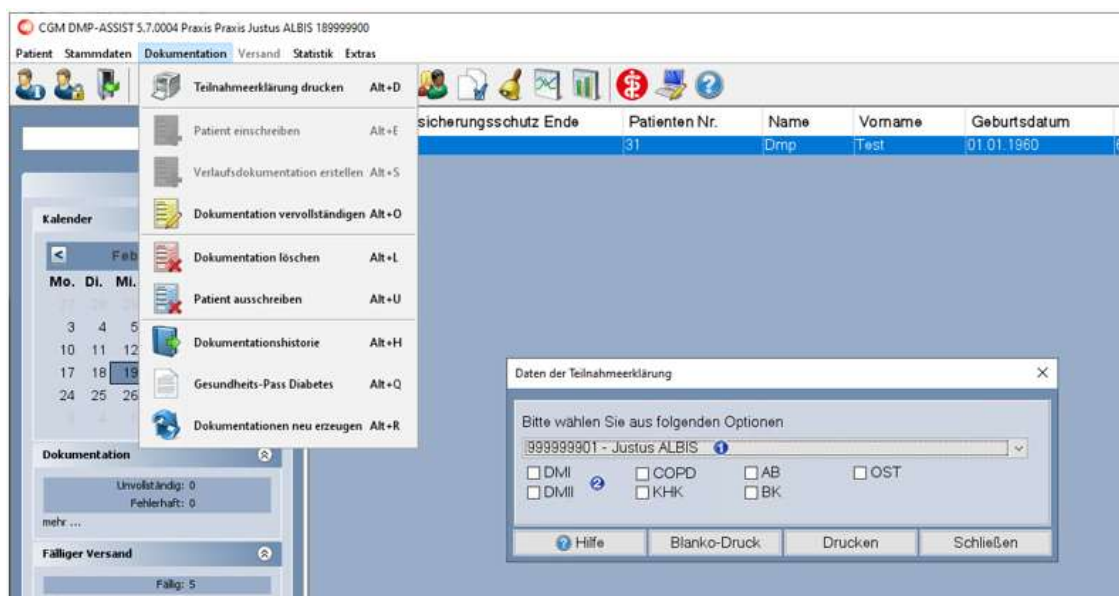 CGM DMP-ASSIST 5.7.0004 Praxis Praxis Justus ALBIS 189999900
Patient Stammdaten Dokumentation Versand Statistik Extras
Teilnahmeerklärung drucken Alt+D
Patient einschreiben Alt+E
Verlaufsdokumentation erstellen Alt+S
Dokumentation vervollständigen Alt+O
Dokumentation löschen Alt+L
Patient ausschreiben Alt+U
Dokumentationshistorie Alt+H
Gesundheits-Pass Diabetes Alt+Q
Dokumentationen neu erzeugen Alt+R
sicherungsschutz Ende Patienten Nr. Name Vorname Geburtsdatum
31 Dmp Test 01.01.1960
Kalender
< Feb
Mo. Di. Mi.
3 4 5
10 11 12
17 18 19
24 25 26
Dokumentation
Unvollständig: 0
Fehlerhaft: 0
mehr ...
Fälliger Versand
Fällig: 5
Daten der Teilnahmeerklärung
Bitte wählen Sie aus folgenden Optionen
999999901 - Justus ALBIS 1
DMI COPD AB OST
2
DMII KHK BK
Hilfe Blanko-Druck Drucken Schließen